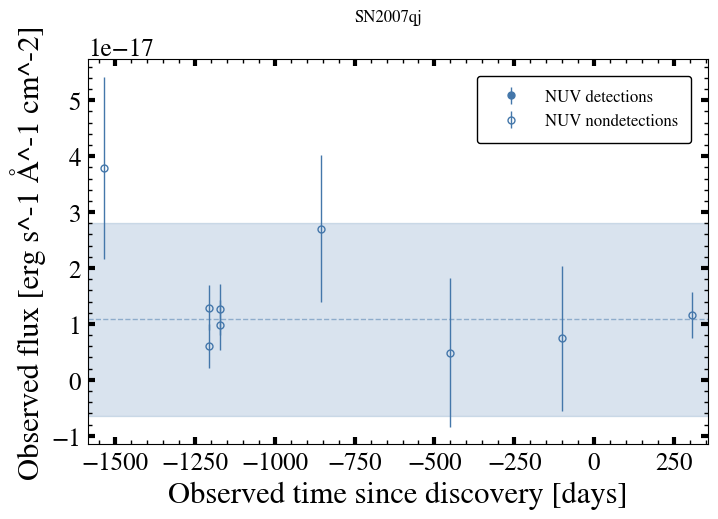 SN2007qj
1e−17
NUV detections
NUV nondetections
5
4
3
2
1
0
−1
−1500 −1250 −1000 −750 −500 −250 0 250
Observed time since discovery [days]
Observed flux [erg s^-1 Å^-1 cm^-2]